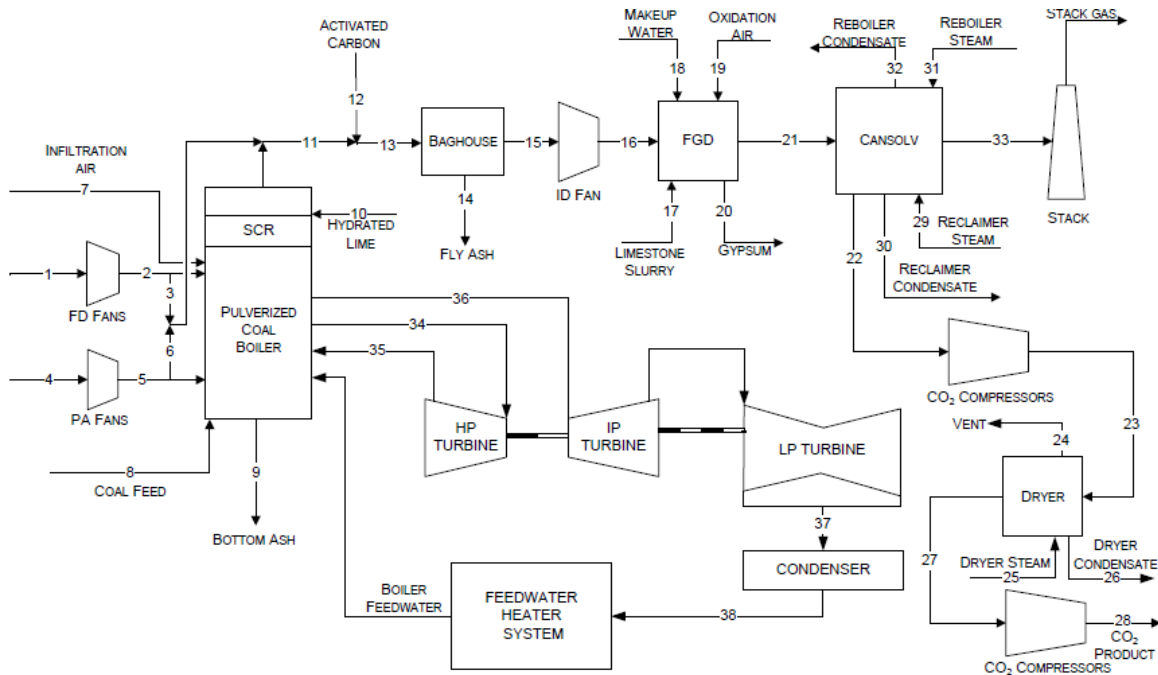 ACTIVATED
CARBON
12
MAKEUP
WATER
18
OXIDATION
AIR
19
REBOILER
CONDENSATE
32
REBOILER
STEAM
31
STACK GAS
INFILTRATION
AIR
7
11
13
BAGHOUSE
15
ID FAN
16
FGD
21
CANSOLV
33
STACK
14
FLY ASH
17
LIMESTONE
SLURRY
20
GYPSUM
22
30
RECLAIMER
CONDENSATE
29
RECLAIMER
STEAM
SCR
10
HYDRATED
LIME
1
FD FANS
2
3
6
4
PA FANS
5
PULVERIZED
COAL
BOILER
36
34
35
8
COAL FEED
9
BOTTOM ASH
HP
TURBINE
IP
TURBINE
LP TURBINE
37
CONDENSER
38
FEEDWATER
HEATER
SYSTEM
BOILER
FEEDWATER
CO2 COMPRESSORS
23
VENT
24
DRYER
27
DRYER STEAM
25
DRYER
CONDENSATE
26
CO2 COMPRESSORS
28
CO2
PRODUCT